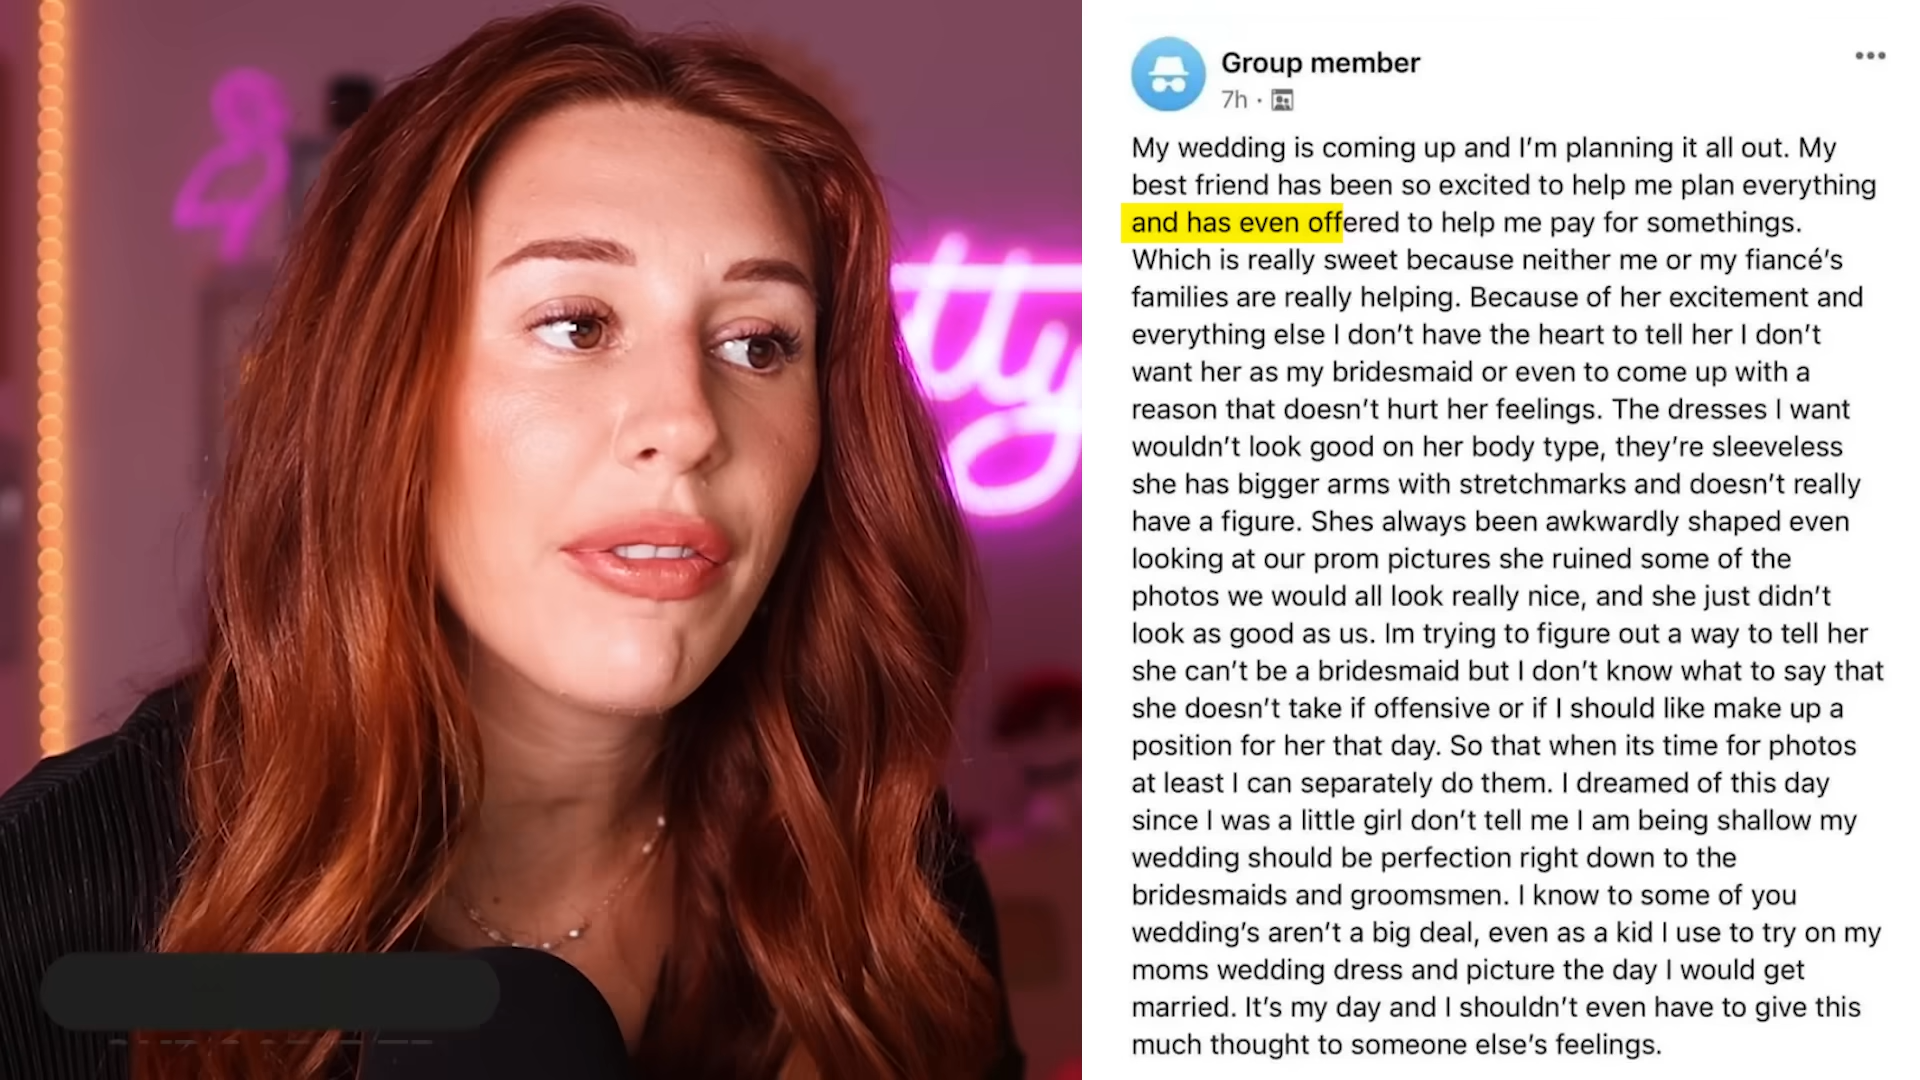 tty
Group member
7h ·
My wedding is coming up and I'm planning it all out. My
best friend has been so excited to help me plan everything
and has even offered to help me pay for somethings.
Which is really sweet because neither me or my fiancé's
families are really helping. Because of her excitement and
everything else I don't have the heart to tell her I don't
want her as my bridesmaid or even to come up with a
reason that doesn't hurt her feelings. The dresses I want
wouldn't look good on her body type, they're sleeveless
she has bigger arms with stretchmarks and doesn't really
have a figure. Shes always been awkwardly shaped even
looking at our prom pictures she ruined some of the
photos we would all look really nice, and she just didn't
look as good as us. Im trying to figure out a way to tell her
she can't be a bridesmaid but I don't know what to say that
she doesn't take if offensive or if I should like make up a
position for her that day. So that when its time for photos
at least I can separately do them. I dreamed of this day
since I was a little girl don't tell me I am being shallow my
wedding should be perfection right down to the
bridesmaids and groomsmen. I know to some of you
wedding's aren't a big deal, even as a kid I use to try on my
moms wedding dress and picture the day I would get
married. It's my day and I shouldn't even have to give this
much thought to someone else's feelings.